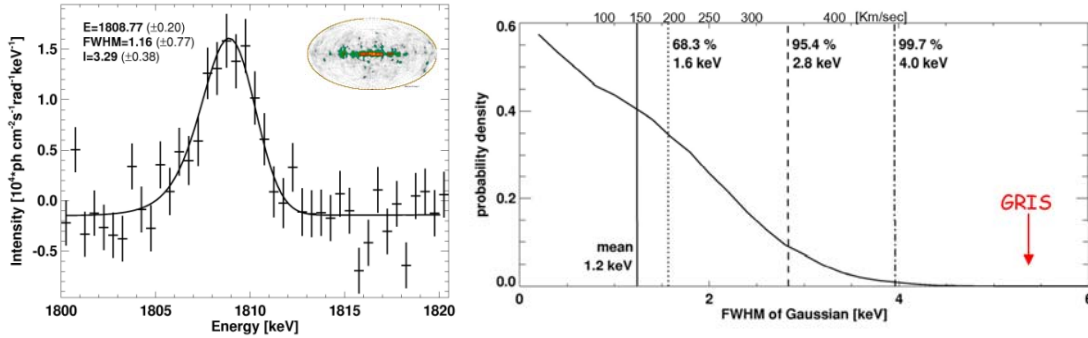 E=1808.77 (±0.20)
FWHM=1.16 (±0.77)
I=3.29 (±0.38)
1.5
1.0
0.5
0.0
-0.5
Intensity [10⁴*ph cm⁻²s⁻¹rad⁻¹keV⁻¹]
1800
1805
1810
1815
1820
Energy [keV]
100
150
200
250
300
400
[Km/sec]
0.6
0.4
0.2
0.0
probability density
68.3 %
1.6 keV
95.4 %
2.8 keV
99.7 %
4.0 keV
mean
1.2 keV
GRIS
0
2
4
6
FWHM of Gaussian [keV]